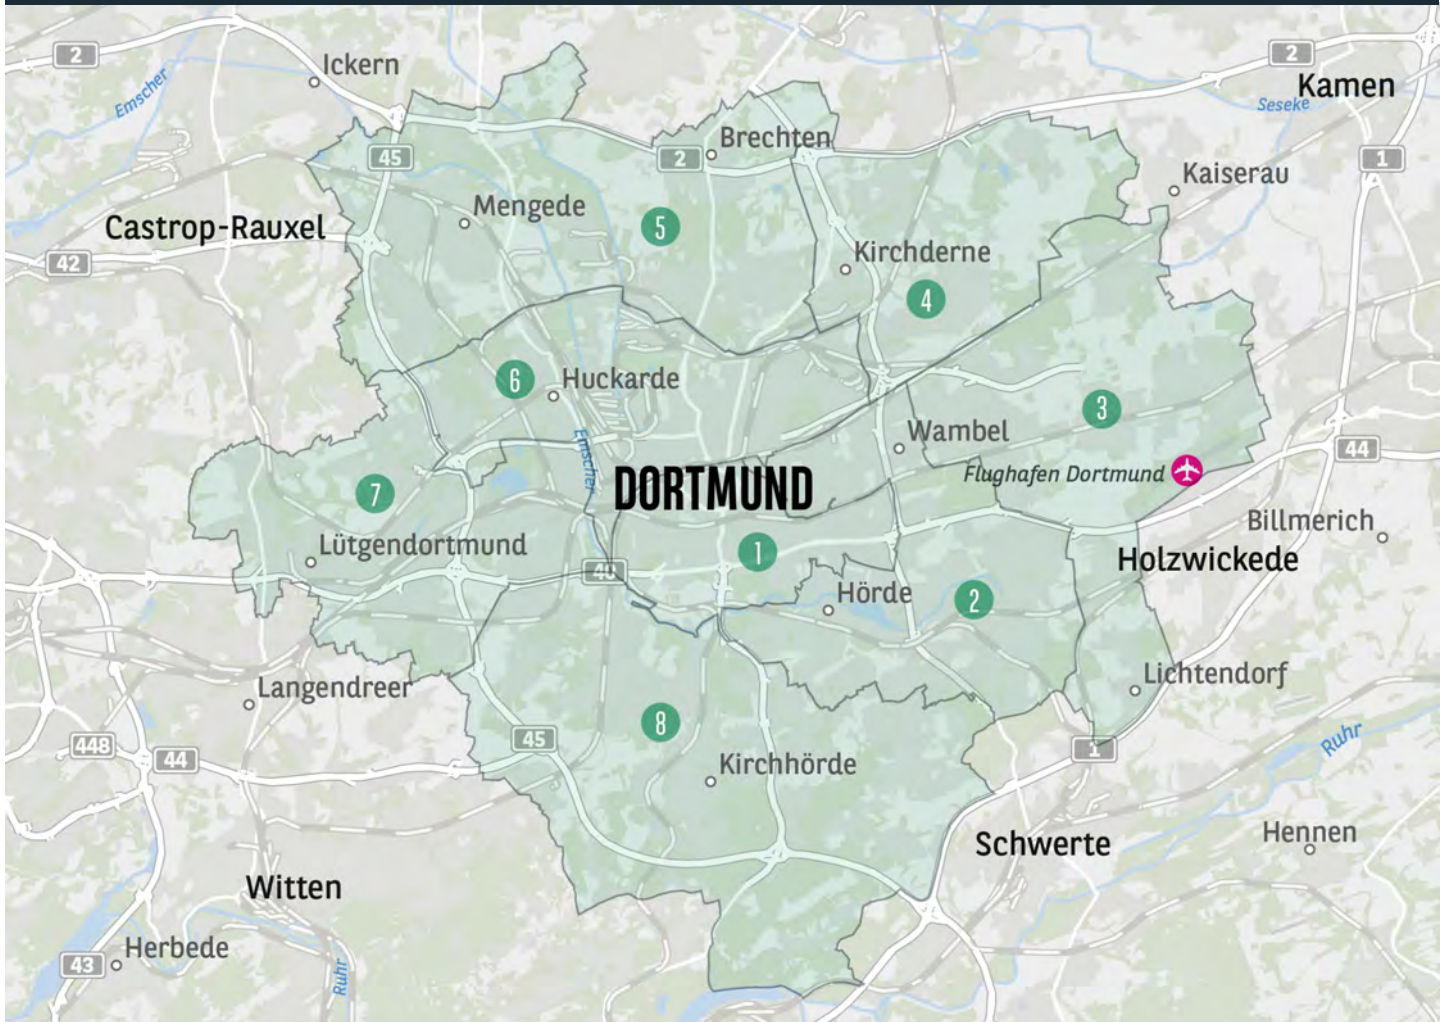 2
Ickern
2
Kamen
Emscher
Seseke
Brechten
45
2
1
Kaiserau
Mengede
Castrop-Rauxel
5
Kirchderne
42
4
6
Huckarde
3
Wambel
Emscher
44
Flughafen Dortmund
DORTMUND
7
Billmerich
Lütgendortmund
1
Holzwickede
40
Hörde
2
Langendreer
Lichtendorf
8
448
44
45
1
Ruhr
Kirchhörde
Schwerte
Hennen
Witten
Herbede
43
Ruhr